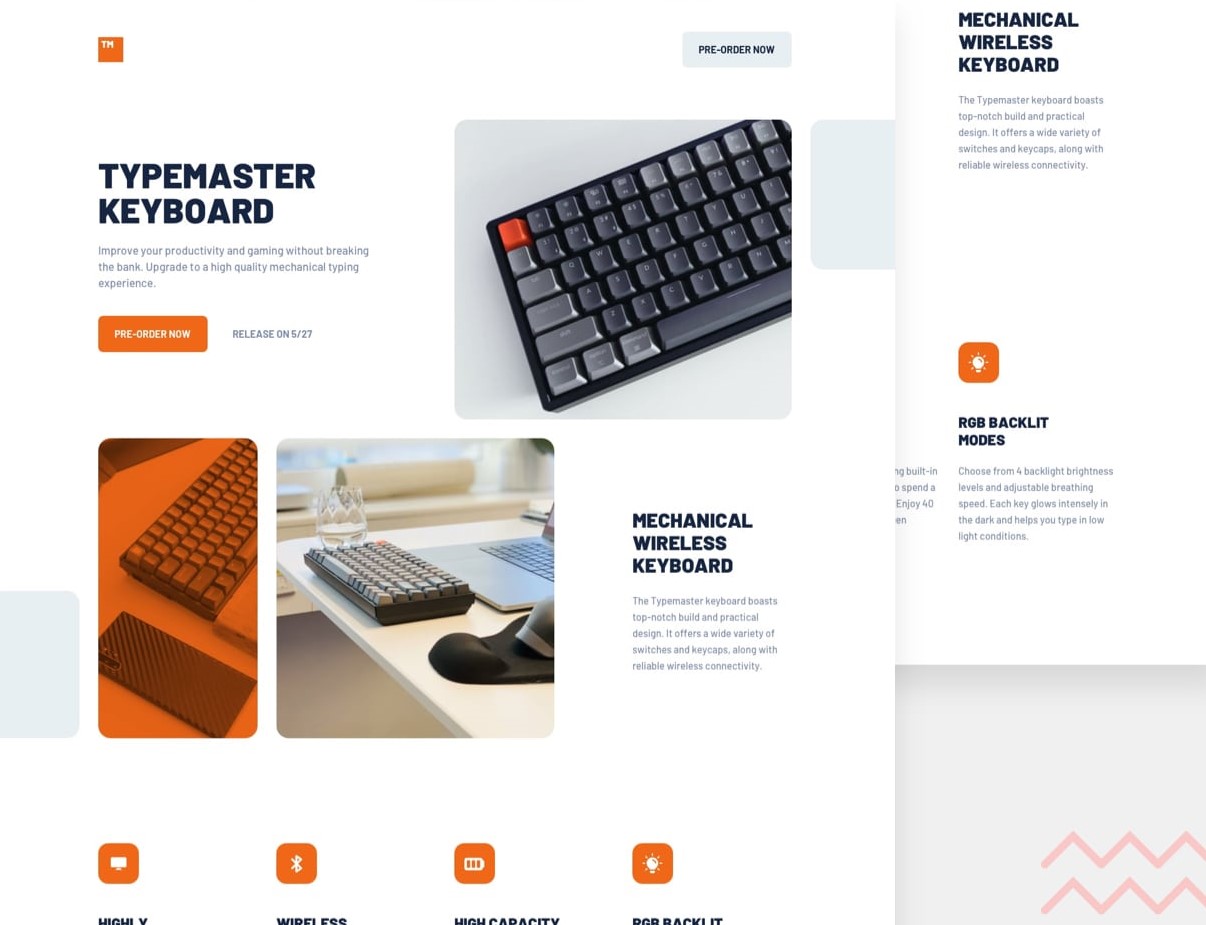 TM
PRE-ORDER NOW
TYPEMASTER
KEYBOARD
Improve your productivity and gaming without breaking
the bank. Upgrade to a high quality mechanical typing
experience.
PRE-ORDER NOW
RELEASE ON 5/27
MECHANICAL
WIRELESS
KEYBOARD
The Typemaster keyboard boasts
top-notch build and practical
design. It offers a wide variety of
switches and keycaps, along with
reliable wireless connectivity.
HIGHLY
WIRELESS
HIGH CAPACITY
RGB BACKLIT
MECHANICAL
WIRELESS
KEYBOARD
The Typemaster keyboard boasts
top-notch build and practical
design. It offers a wide variety of
switches and keycaps, along with
reliable wireless connectivity.
built-in
spend a
Enjoy 40
RGB BACKLIT
MODES
Choose from 4 backlight brightness
levels and adjustable breathing
speed. Each key glows intensely in
the dark and helps you type in low
light conditions.